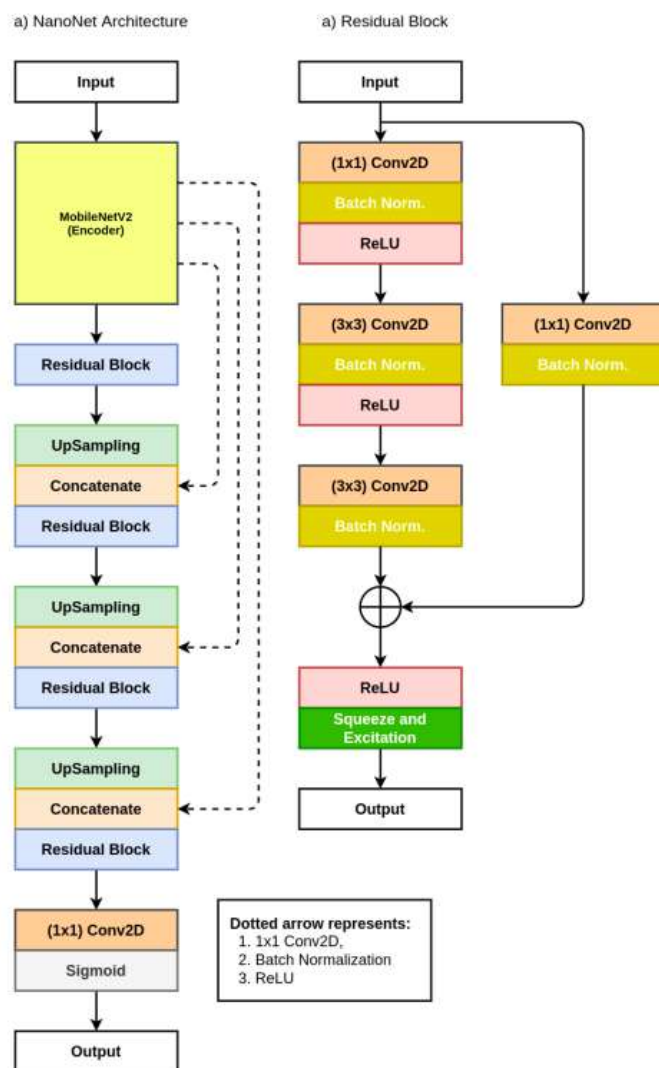 a) NanoNet Architecture
Input
MobileNetV2
(Encoder)
Residual Block
UpSampling
Concatenate
Residual Block
UpSampling
Concatenate
Residual Block
UpSampling
Concatenate
Residual Block
(1x1) Conv2D
Sigmoid
Output
a) Residual Block
Input
(1x1) Conv2D
Batch Norm.
ReLU
(3x3) Conv2D
Batch Norm.
ReLU
(3x3) Conv2D
Batch Norm.
(1x1) Conv2D
Batch Norm.
ReLU
Squeeze and
Excitation
Output
Dotted arrow represents:
1. 1x1 Conv2D,
2. Batch Normalization
3. ReLU